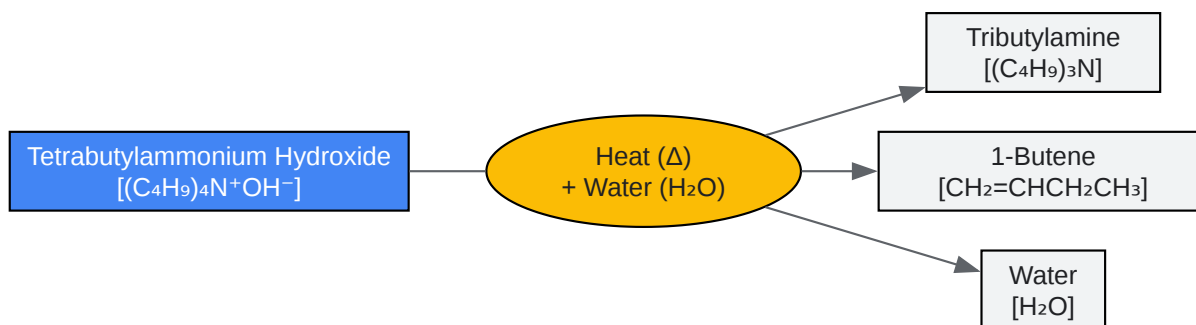 Tetrabutylammonium Hydroxide
[(C₄H₉)₄N⁺OH⁻]
Heat (Δ)
+ Water (H₂O)
Tributylamine
[(C₄H₉)₃N]
1-Butene
[CH₂=CHCH₂CH₃]
Water
[H₂O]